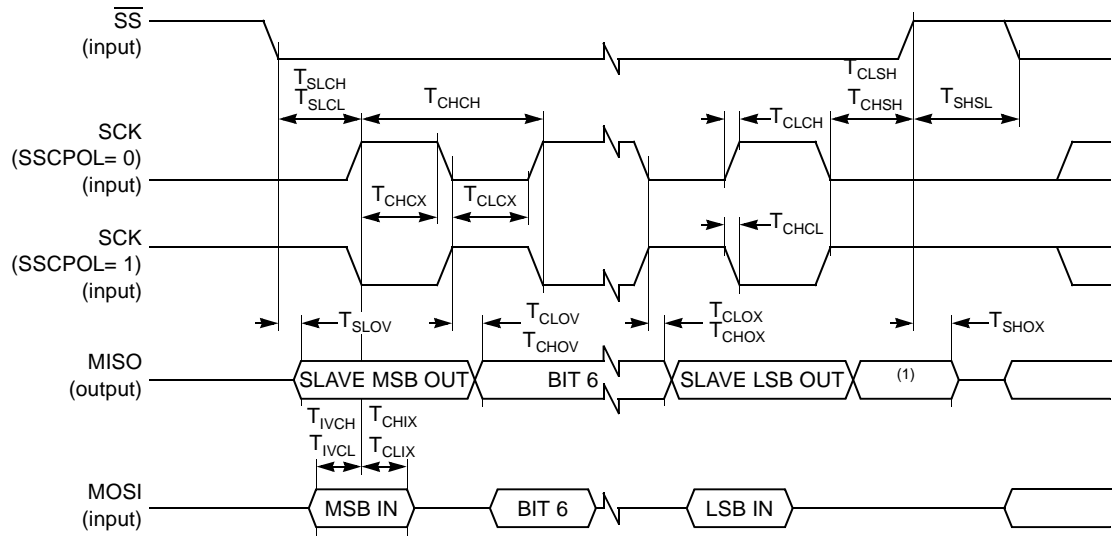 SS
(input)
TSLCH
TSLCL
TCHCH
TCLCH
TCLSH
TCHSH
TSHSL
SCK
(SSCPOL= 0)
(input)
TCHCX
TCLCX
TCHCL
SCK
(SSCPOL= 1)
(input)
TSLOV
TCLOV
TCHOV
TCLOX
TCHOX
TSHOX
MISO
(output)
SLAVE MSB OUT
BIT 6
SLAVE LSB OUT
(1)
TIVCH
TIVCL
TCHIX
TCLIX
MOSI
(input)
MSB IN
BIT 6
LSB IN